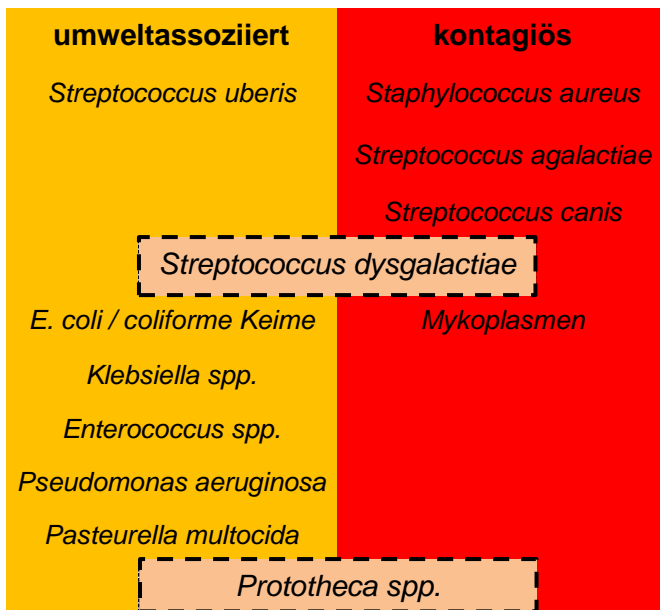 umweltassoziiert kontagiös
Streptococcus uberis Staphylococcus aureus
Streptococcus agalactiae
Streptococcus canis
Streptococcus dysgalactiae
E. coli / coliforme Keime Mykoplasmen
Klebsiella spp.
Enterococcus spp.
Pseudomonas aeruginosa
Pasteurella multocida
Prototheca spp.